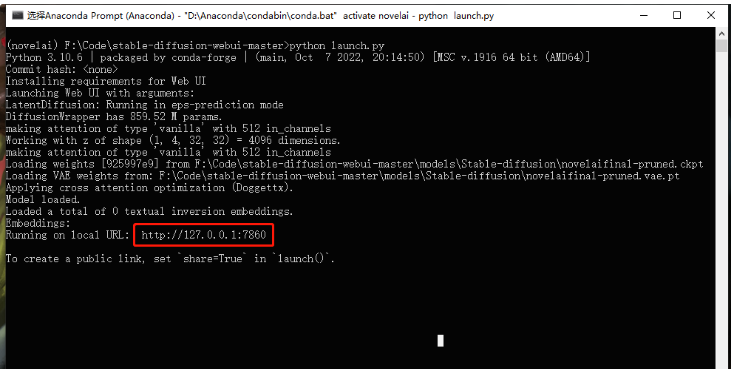 选择Anaconda Prompt (Anaconda) - "D:\Anaconda\condabin\conda.bat" activate novelai - python launch.py
(novelai) F:\Code\stable-diffusion-webui-master>python launch.py
Python 3.10.6 | packaged by conda-forge | (main, Oct 7 2022, 20:14:50) [MSC v.1916 64 bit (AMD64)]
Commit hash: <none>
Installing requirements for Web UI
Launching Web UI with arguments:
LatentDiffusion: Running in eps-prediction mode
DiffusionWrapper has 859.52 M params.
making attention of type 'vanilla' with 512 in_channels
Working with z of shape (1, 4, 32, 32) = 4096 dimensions.
making attention of type 'vanilla' with 512 in_channels
Loading weights [925997e9] from F:\Code\stable-diffusion-webui-master\models\Stable-diffusion\novelaifinal-pruned.ckpt
Loading VAE weights from: F:\Code\stable-diffusion-webui-master\models\Stable-diffusion\novelaifinal-pruned.vae.pt
Applying cross attention optimization (Doggettx).
Model loaded.
Loaded a total of 0 textual inversion embeddings.
Embeddings:
Running on local URL: http://127.0.0.1:7860
To create a public link, set `share=True` in `launch()`.